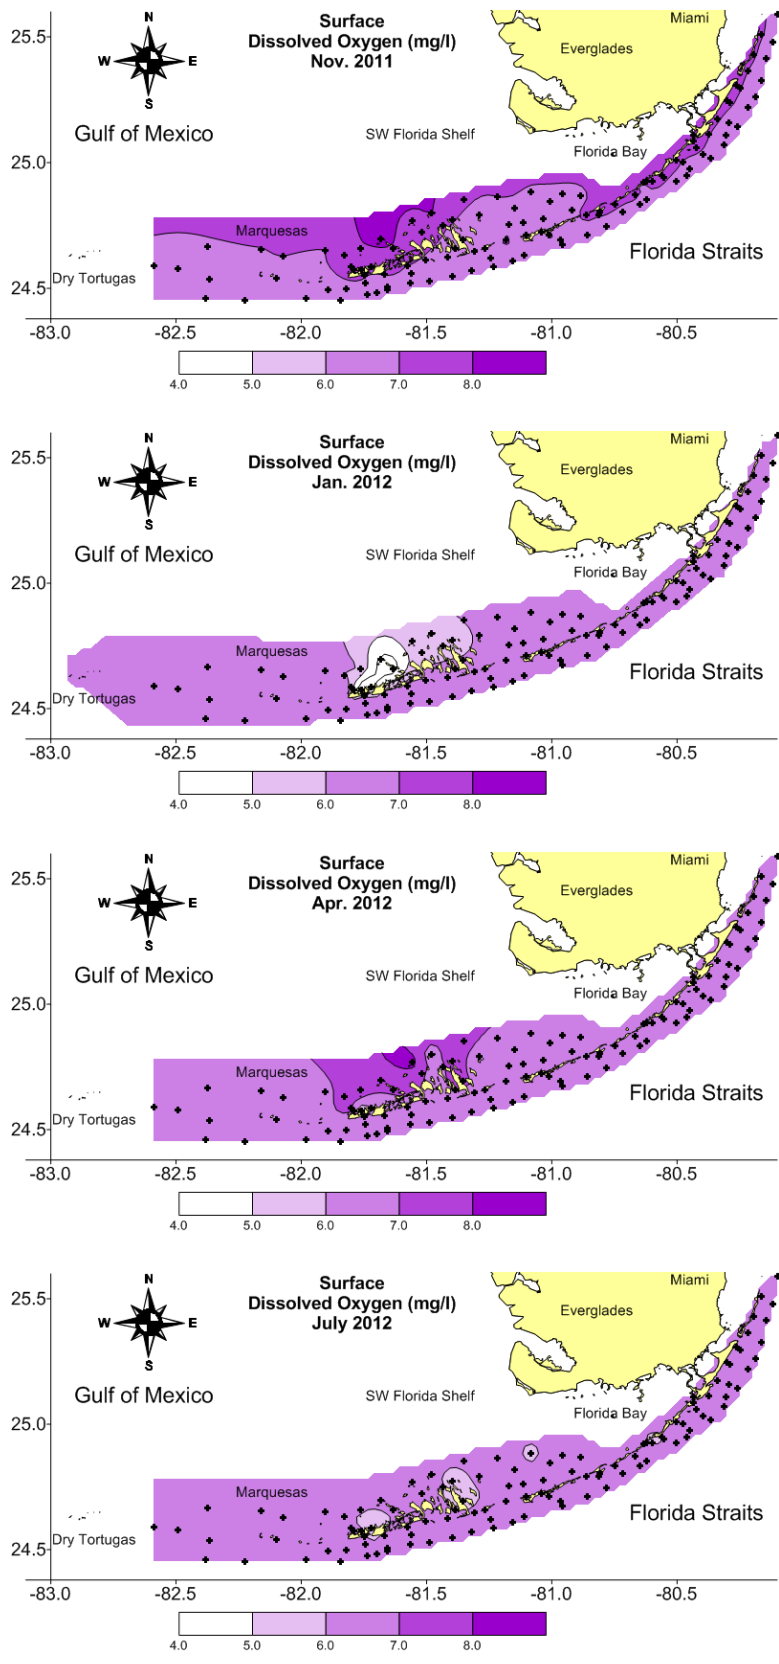 Surface
Dissolved Oxygen (mg/l)
Nov. 2011
Miami
Everglades
N
W E
S
Gulf of Mexico
SW Florida Shelf
Florida Bay
Marquesas
Dry Tortugas
Florida Straits
25.5
25.0
24.5
-83.0 -82.5 -82.0 -81.5 -81.0 -80.5
4.0 5.0 6.0 7.0 8.0
Surface
Dissolved Oxygen (mg/l)
Jan. 2012
Miami
Everglades
N
W E
S
Gulf of Mexico
SW Florida Shelf
Florida Bay
Marquesas
Dry Tortugas
Florida Straits
25.5
25.0
24.5
-83.0 -82.5 -82.0 -81.5 -81.0 -80.5
4.0 5.0 6.0 7.0 8.0
Surface
Dissolved Oxygen (mg/l)
Apr. 2012
Miami
Everglades
N
W E
S
Gulf of Mexico
SW Florida Shelf
Florida Bay
Marquesas
Dry Tortugas
Florida Straits
25.5
25.0
24.5
-83.0 -82.5 -82.0 -81.5 -81.0 -80.5
4.0 5.0 6.0 7.0 8.0
Surface
Dissolved Oxygen (mg/l)
July 2012
Miami
Everglades
N
W E
S
Gulf of Mexico
SW Florida Shelf
Florida Bay
Marquesas
Dry Tortugas
Florida Straits
25.5
25.0
24.5
-83.0 -82.5 -82.0 -81.5 -81.0 -80.5
4.0 5.0 6.0 7.0 8.0